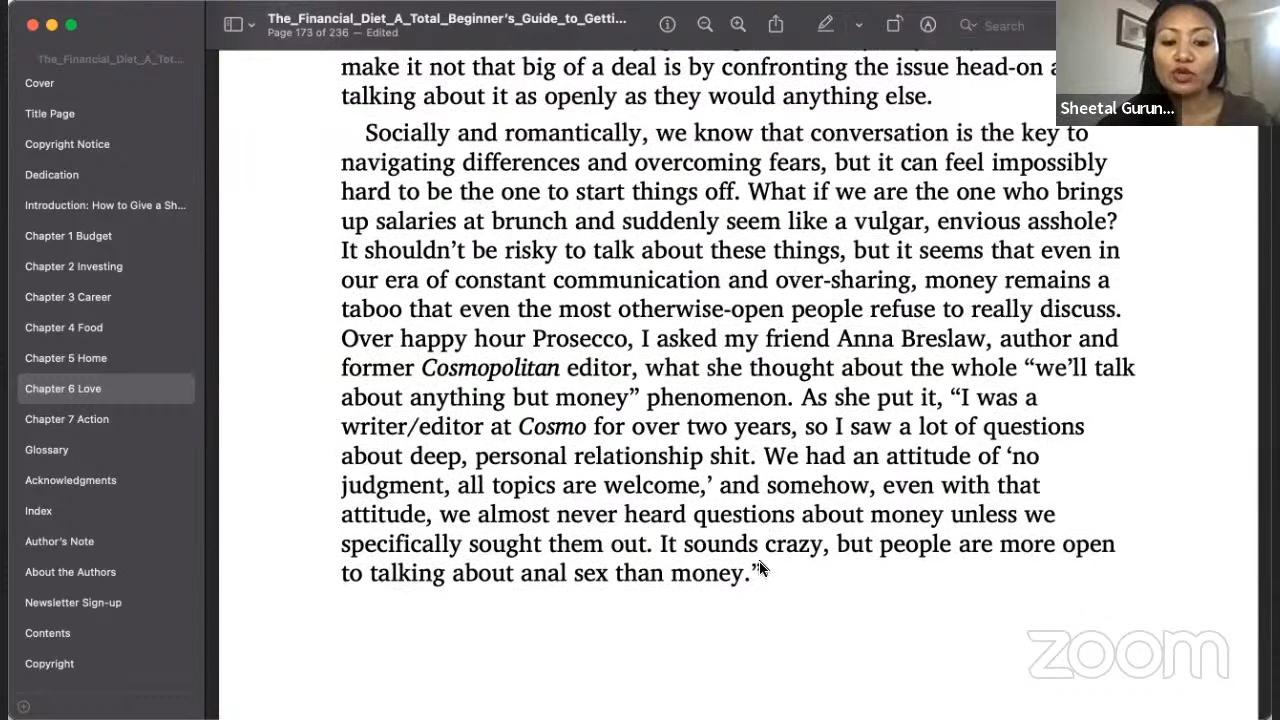 The_Financial_Diet_A_Total_Beginner's_Guide_to_Getti...
Page 173 of 236 – Edited
Search
The_Financial_Diet_A_Tot...
Cover
Title Page
Copyright Notice
Dedication
Introduction: How to Give a Sh...
Chapter 1 Budget
Chapter 2 Investing
Chapter 3 Career
Chapter 4 Food
Chapter 5 Home
Chapter 6 Love
Chapter 7 Action
Glossary
Acknowledgments
Index
Author's Note
About the Authors
Newsletter Sign-up
Contents
Copyright
make it not that big of a deal is by confronting the issue head-on
talking about it as openly as they would anything else.
Socially and romantically, we know that conversation is the key to
navigating differences and overcoming fears, but it can feel impossibly
hard to be the one to start things off. What if we are the one who brings
up salaries at brunch and suddenly seem like a vulgar, envious asshole?
It shouldn't be risky to talk about these things, but it seems that even in
our era of constant communication and over-sharing, money remains a
taboo that even the most otherwise-open people refuse to really discuss.
Over happy hour Prosecco, I asked my friend Anna Breslaw, author and
former Cosmopolitan editor, what she thought about the whole “we'll talk
about anything but money” phenomenon. As she put it, “I was a
writer/editor at Cosmo for over two years, so I saw a lot of questions
about deep, personal relationship shit. We had an attitude of ‘no
judgment, all topics are welcome,’ and somehow, even with that
attitude, we almost never heard questions about money unless we
specifically sought them out. It sounds crazy, but people are more open
to talking about anal sex than money.”
Sheetal Gurun...
zoom